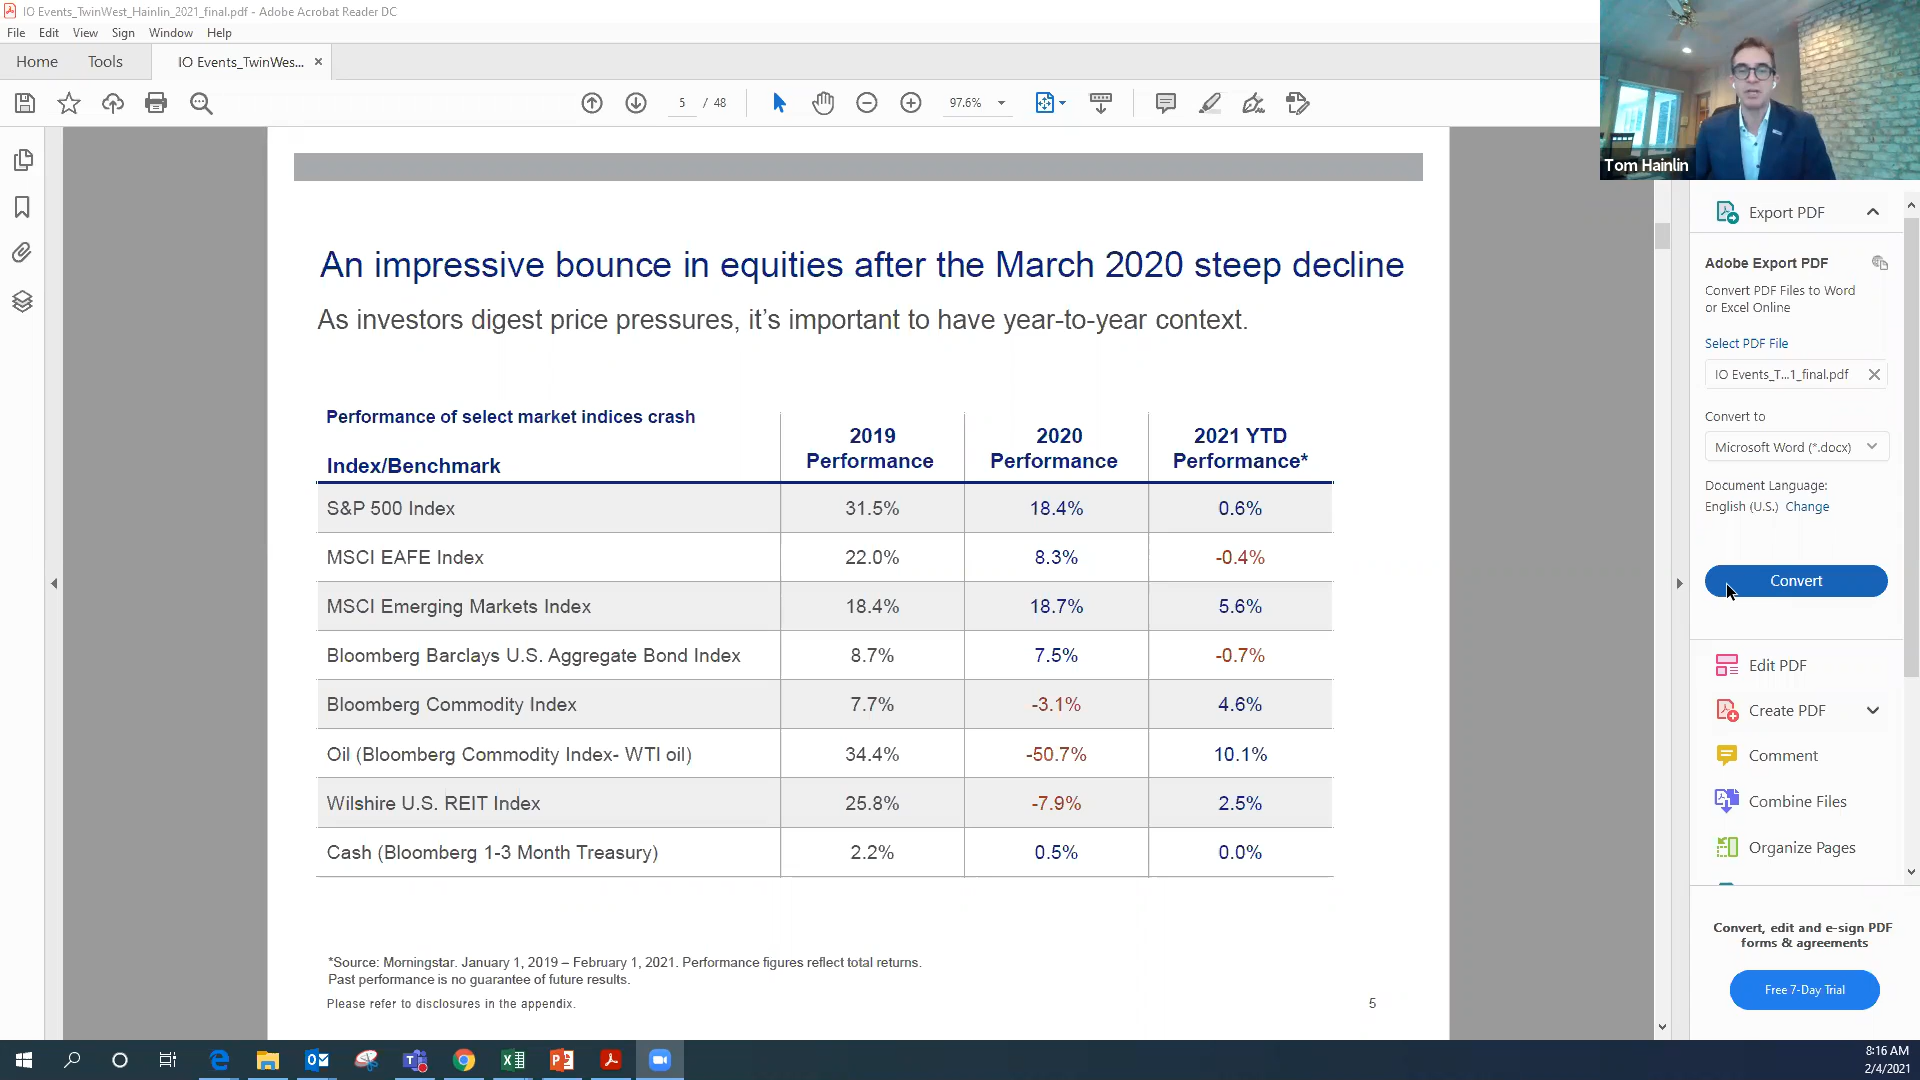 IO Events_TwinWest_Hainlin_2021_final.pdf - Adobe Acrobat Reader DC
File Edit View Sign Window Help
Home Tools IO Events_TwinWes... ×
5 / 48 97.6%
Tom Hainlin
An impressive bounce in equities after the March 2020 steep decline
As investors digest price pressures, it’s important to have year-to-year context.
Performance of select market indices crash
Index/Benchmark 2019 Performance 2020 Performance 2021 YTD Performance*
S&P 500 Index 31.5% 18.4% 0.6%
MSCI EAFE Index 22.0% 8.3% -0.4%
MSCI Emerging Markets Index 18.4% 18.7% 5.6%
Bloomberg Barclays U.S. Aggregate Bond Index 8.7% 7.5% -0.7%
Bloomberg Commodity Index 7.7% -3.1% 4.6%
Oil (Bloomberg Commodity Index- WTI oil) 34.4% -50.7% 10.1%
Wilshire U.S. REIT Index 25.8% -7.9% 2.5%
Cash (Bloomberg 1-3 Month Treasury) 2.2% 0.5% 0.0%
*Source: Morningstar. January 1, 2019 – February 1, 2021. Performance figures reflect total returns.
Past performance is no guarantee of future results.
Please refer to disclosures in the appendix.
5
Export PDF
Adobe Export PDF
Convert PDF Files to Word
or Excel Online
Select PDF File
IO Events_T...1_final.pdf
Convert to
Microsoft Word (*.docx)
Document Language:
English (U.S.) Change
Convert
Edit PDF
Create PDF
Comment
Combine Files
Organize Pages
Convert, edit and e-sign PDF
forms & agreements
Free 7-Day Trial
8:16 AM
2/4/2021